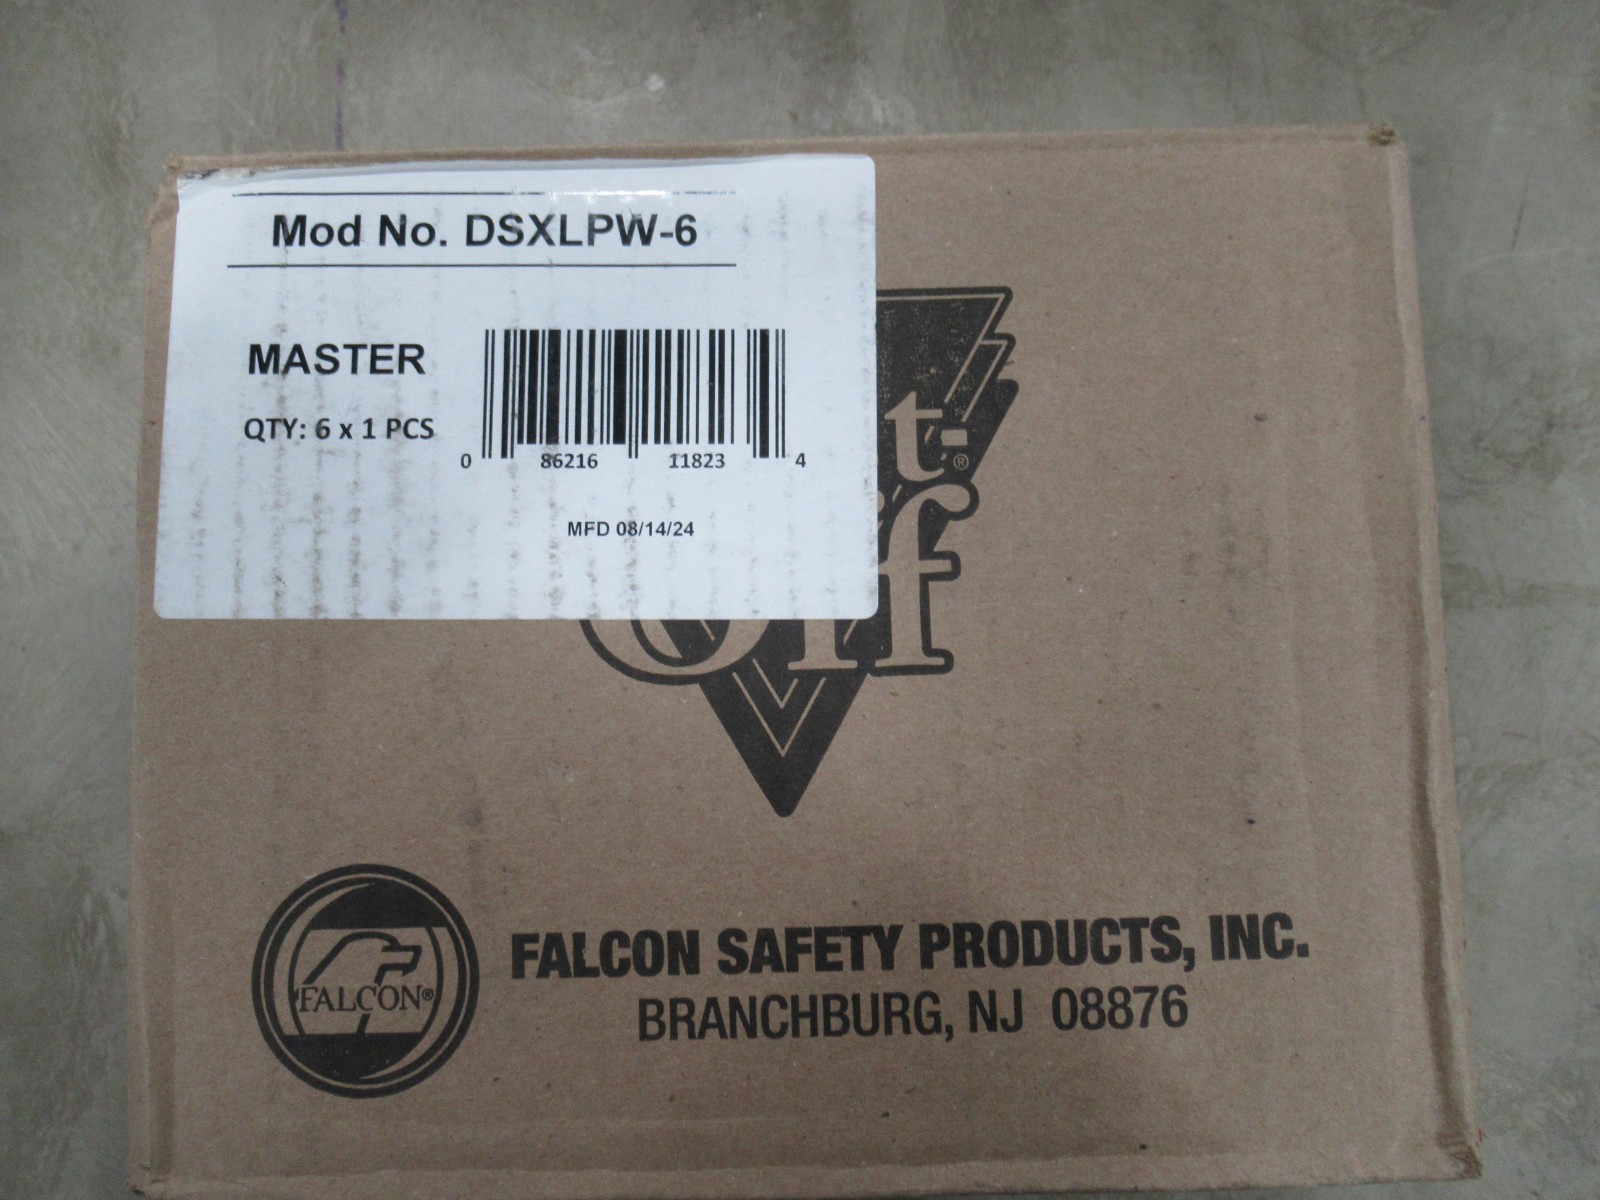 Mod No. DSXLPW-6
MASTER
QTY: 6 x 1 PCS
0 86216 11823 4
MFD 08/14/24
t-®
Off
FALCON®
FALCON SAFETY PRODUCTS, INC.
BRANCHBURG, NJ 08876